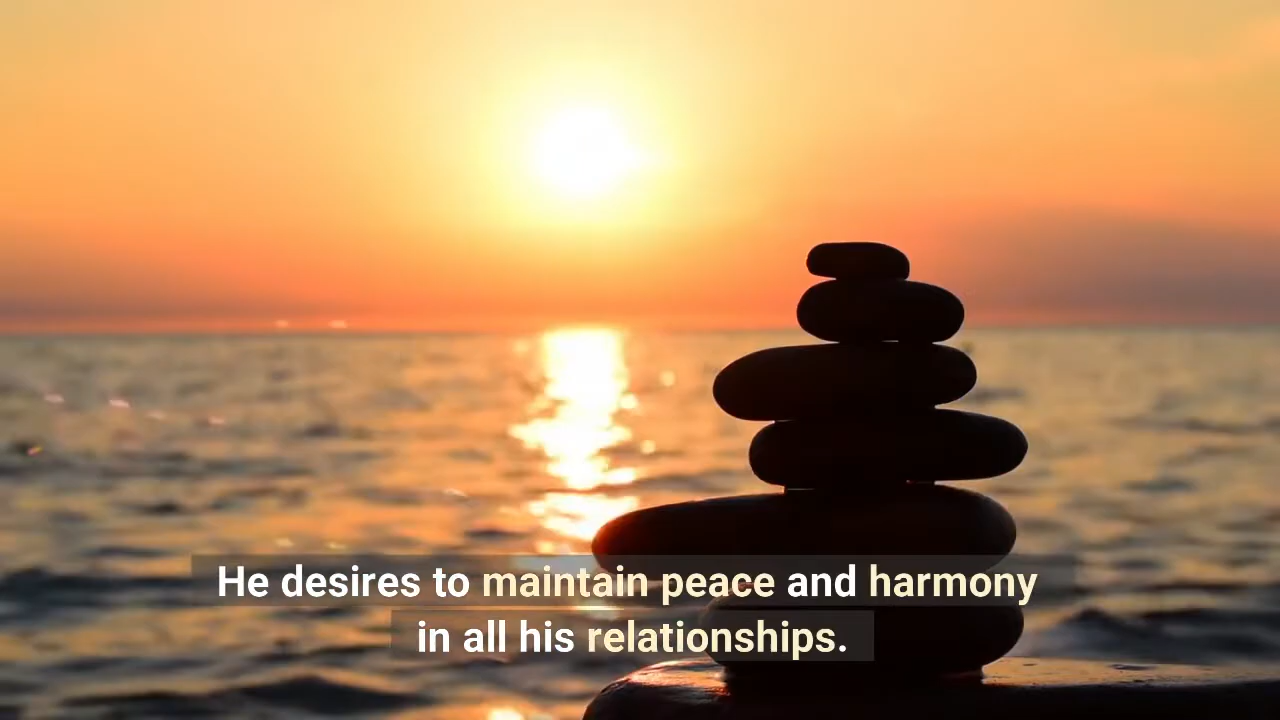 He desires to maintain peace and harmony
in all his relationships.